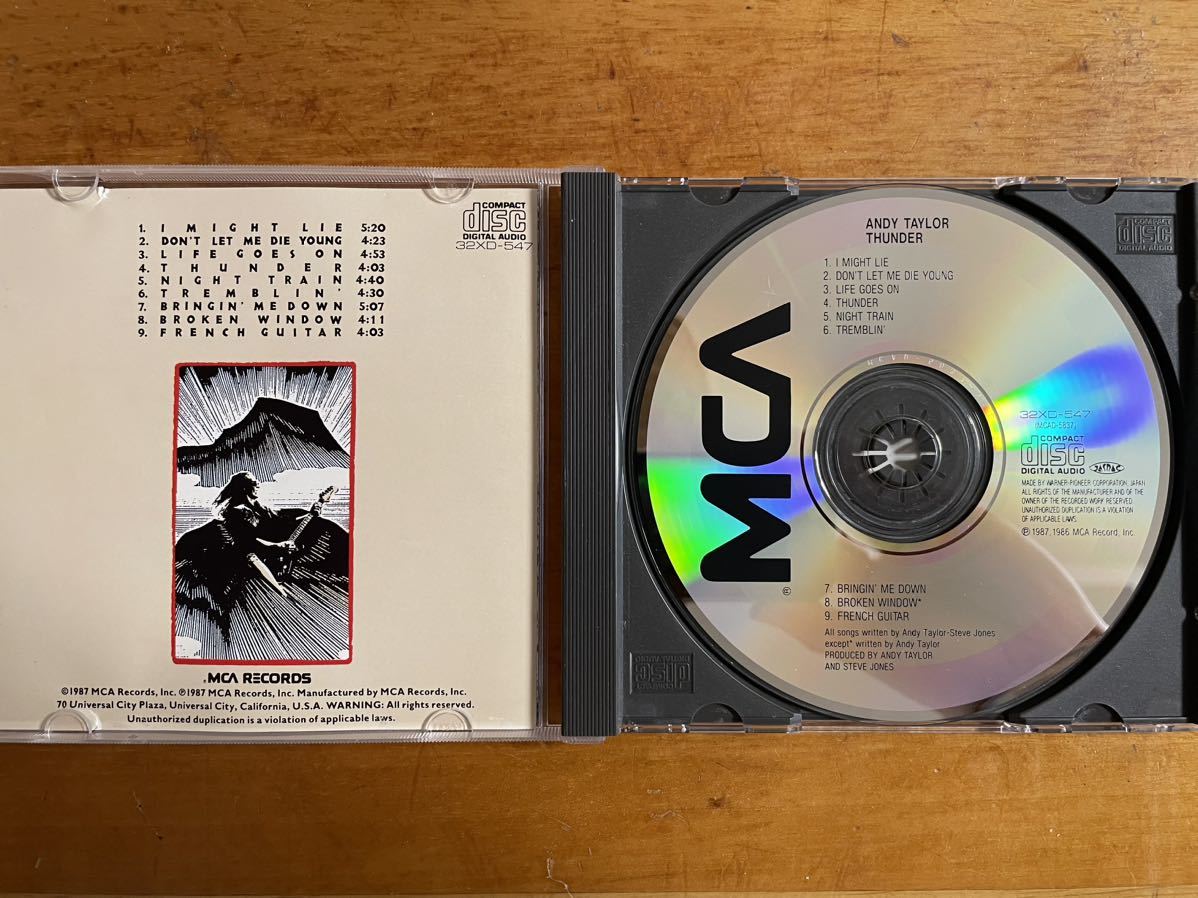 COMPACT
disc
DIGITAL AUDIO
32XD-547
1. I MIGHT LIE 5:20
2. DON'T LET ME DIE YOUNG 4:23
3. LIFE GOES ON 4:53
4. THUNDER 4:03
5. NIGHT TRAIN 4:40
6. TREMBLIN' 4:30
7. BRINGIN' ME DOWN 5:07
8. BROKEN WINDOW 4:11
9. FRENCH GUITAR 4:03
MCA RECORDS
©1987 MCA Records, Inc. ℗1987 MCA Records, Inc. Manufactured by MCA Records, Inc.
70 Universal City Plaza, Universal City, California, U.S.A. WARNING: All rights reserved.
Unauthorized duplication is a violation of applicable laws.
ANDY TAYLOR
THUNDER
1. I MIGHT LIE
2. DON'T LET ME DIE YOUNG
3. LIFE GOES ON
4. THUNDER
5. NIGHT TRAIN
6. TREMBLIN'
MCA
®
32XD-547
(MCAD-5837)
COMPACT
disc
DIGITAL AUDIO
JASRAC
MADE BY WARNER-PIONEER CORPORATION, JAPAN
ALL RIGHTS OF THE MANUFACTURER AND OF THE
OWNER OF THE RECORDED WORK RESERVED.
UNAUTHORIZED DUPLICATION IS A VIOLATION
OF APPLICABLE LAWS.
℗ 1987, 1986 MCA Record, Inc.
7. BRINGIN' ME DOWN
8. BROKEN WINDOW*
9. FRENCH GUITAR
All songs written by Andy Taylor-Steve Jones
except* written by Andy Taylor
PRODUCED BY ANDY TAYLOR
AND STEVE JONES
COMPACT
disc
DIGITAL AUDIO
COMPACT
disc
DIGITAL AUDIO